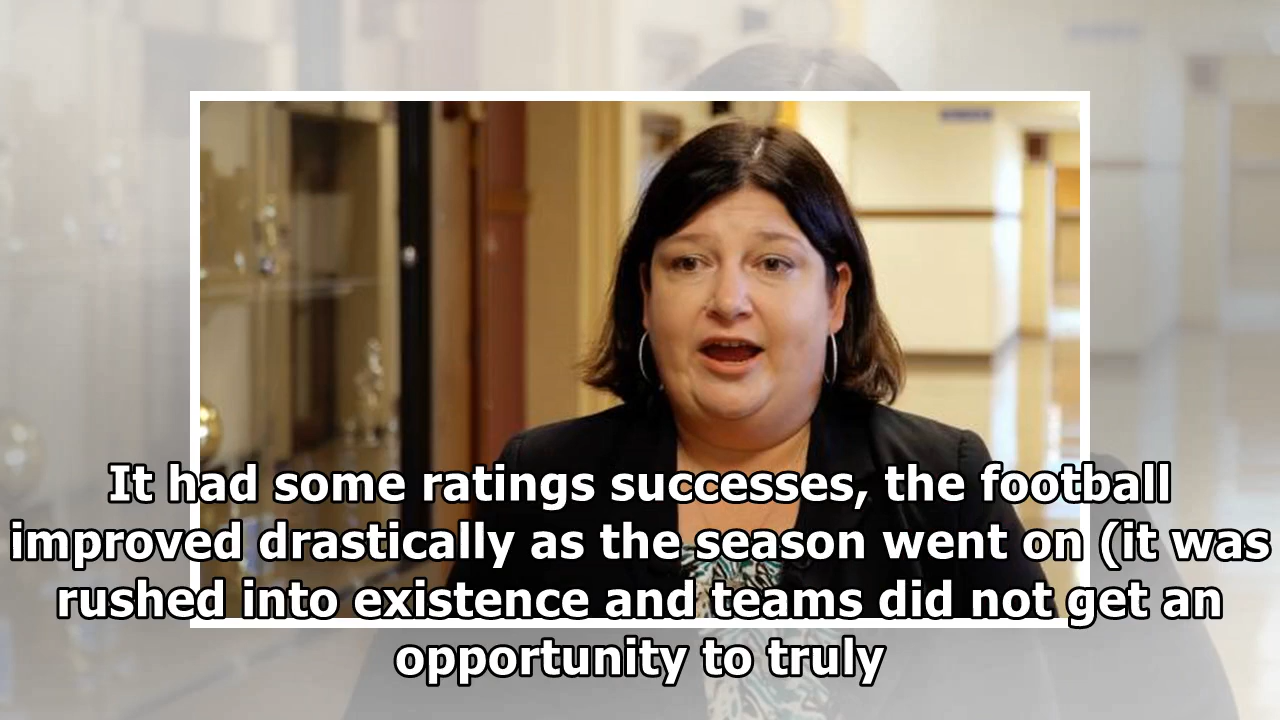 It had some ratings successes, the football
improved drastically as the season went on (it was
rushed into existence and teams did not get an
opportunity to truly